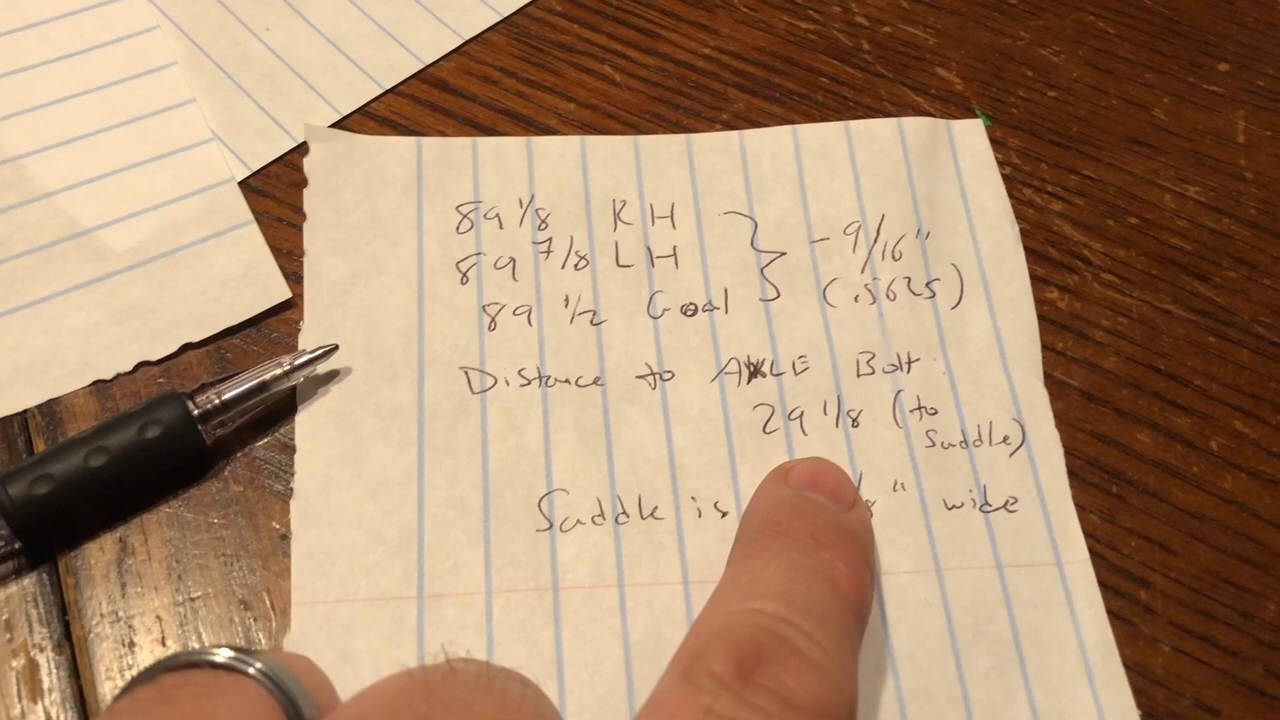 89 1/8 RH
89 7/8 LH
89 1/2 Goal
- 9/16"
(.5625)
Distance to AXLE Bolt:
29 1/8 (to
Saddle)
Saddle is wide